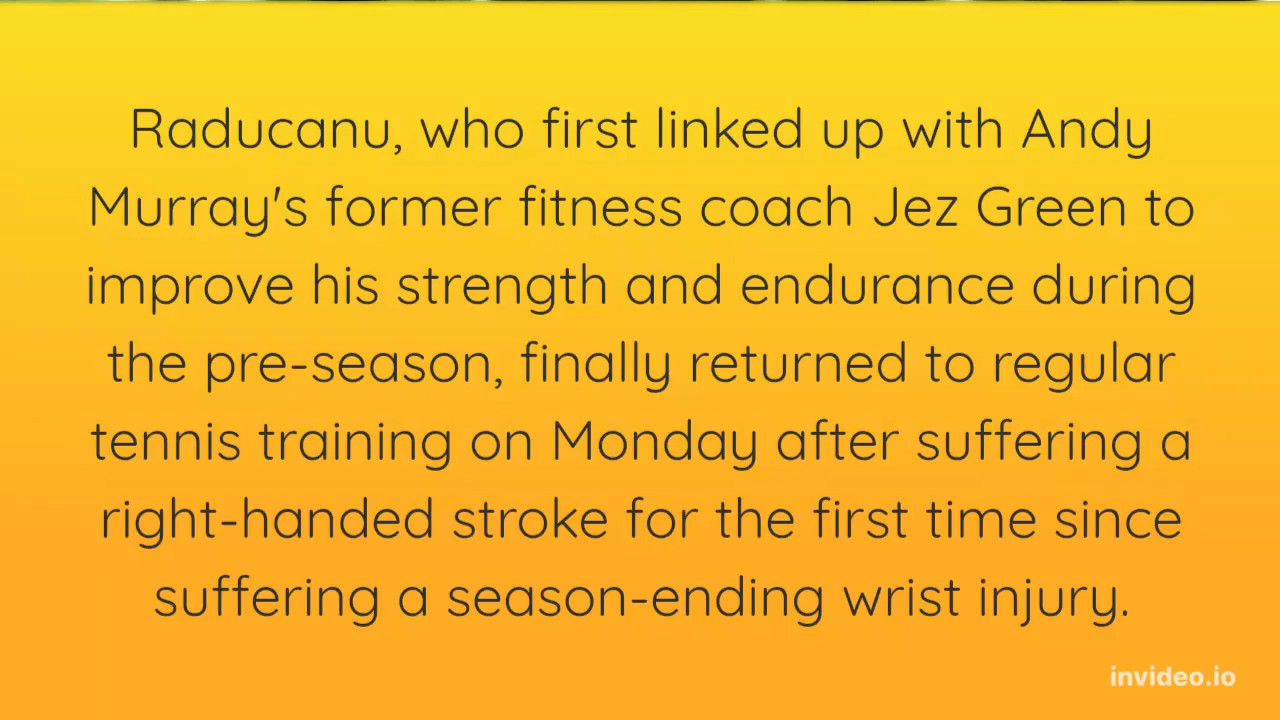 Raducanu, who first linked up with Andy
Murray's former fitness coach Jez Green to
improve his strength and endurance during
the pre-season, finally returned to regular
tennis training on Monday after suffering a
right-handed stroke for the first time since
suffering a season-ending wrist injury.
invideo.io